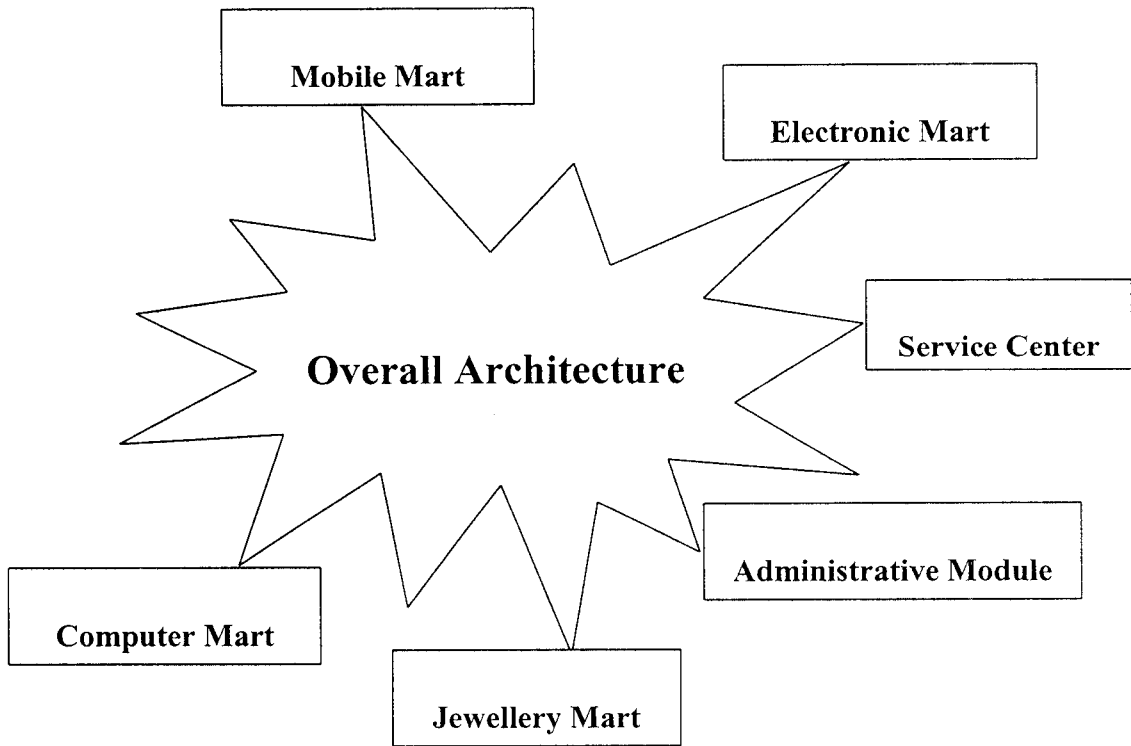 Mobile Mart
Electronic Mart
Service Center
Overall Architecture
Administrative Module
Computer Mart
Jewellery Mart